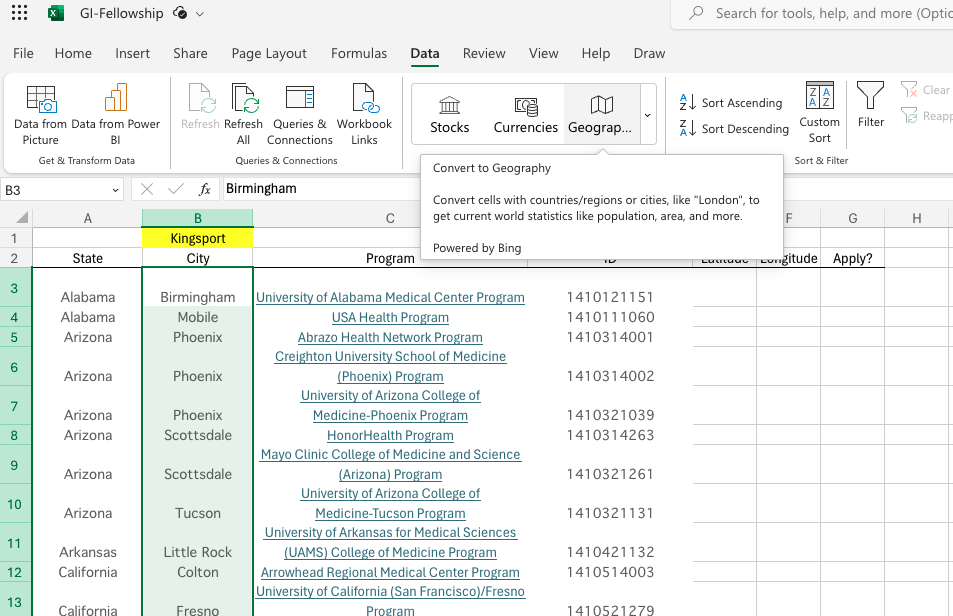 GI-Fellowship
Search for tools, help, and more (Optic
File Home Insert Share Page Layout Formulas Data Review View Help Draw
Data from Picture
Data from Power BI
Get & Transform Data
Refresh
Refresh All
Queries & Connections
Workbook Links
Queries & Connections
Stocks
Currencies
Geograp...
Sort Ascending
Sort Descending
Custom Sort
Filter
Clear
Reapp
Sort & Filter
B3
fx
Birmingham
Convert to Geography
Convert cells with countries/regions or cities, like "London", to
get current world statistics like population, area, and more.
Powered by Bing
A B C F G H
1 Kingsport
2 State City Program ID Latitude Longitude Apply?
3 Alabama Birmingham University of Alabama Medical Center Program 1410121151
4 Alabama Mobile USA Health Program 1410111060
5 Arizona Phoenix Abrazo Health Network Program 1410314001
Creighton University School of Medicine
6 Arizona Phoenix (Phoenix) Program 1410314002
University of Arizona College of
7 Arizona Phoenix Medicine-Phoenix Program 1410321039
8 Arizona Scottsdale HonorHealth Program 1410314263
Mayo Clinic College of Medicine and Science
9 Arizona Scottsdale (Arizona) Program 1410321261
University of Arizona College of
10 Arizona Tucson Medicine-Tucson Program 1410321131
University of Arkansas for Medical Sciences
11 Arkansas Little Rock (UAMS) College of Medicine Program 1410421132
12 California Colton Arrowhead Regional Medical Center Program 1410514003
University of California (San Francisco)/Fresno
13 California Fresno Program 1410521279